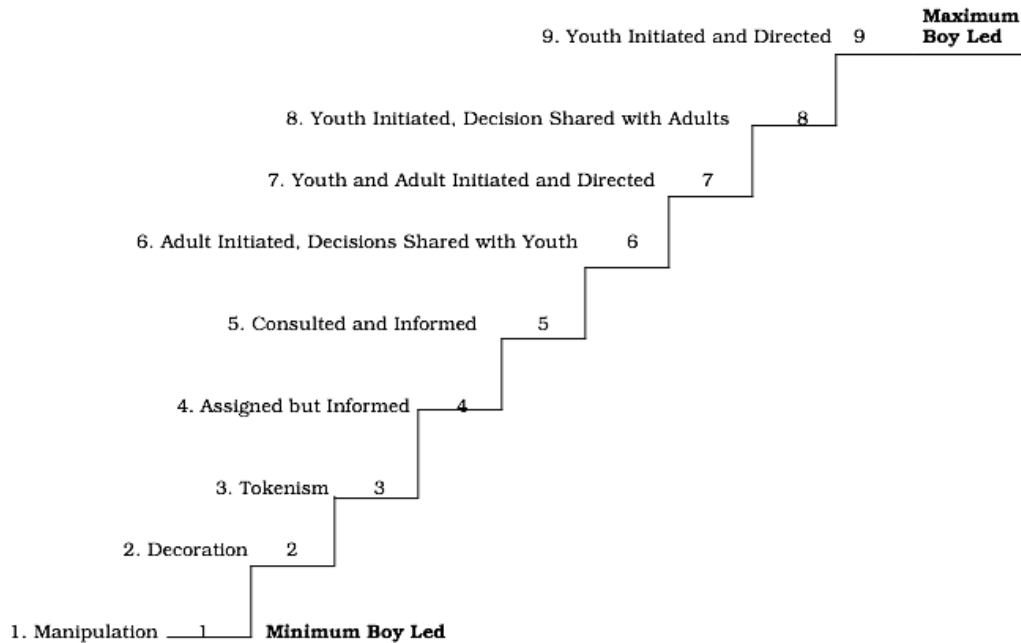 Maximum
9. Youth Initiated and Directed 9 Boy Led
8. Youth Initiated, Decision Shared with Adults 8
7. Youth and Adult Initiated and Directed 7
6. Adult Initiated, Decisions Shared with Youth 6
5. Consulted and Informed 5
4. Assigned but Informed 4
3. Tokenism 3
2. Decoration 2
1. Manipulation 1 Minimum Boy Led